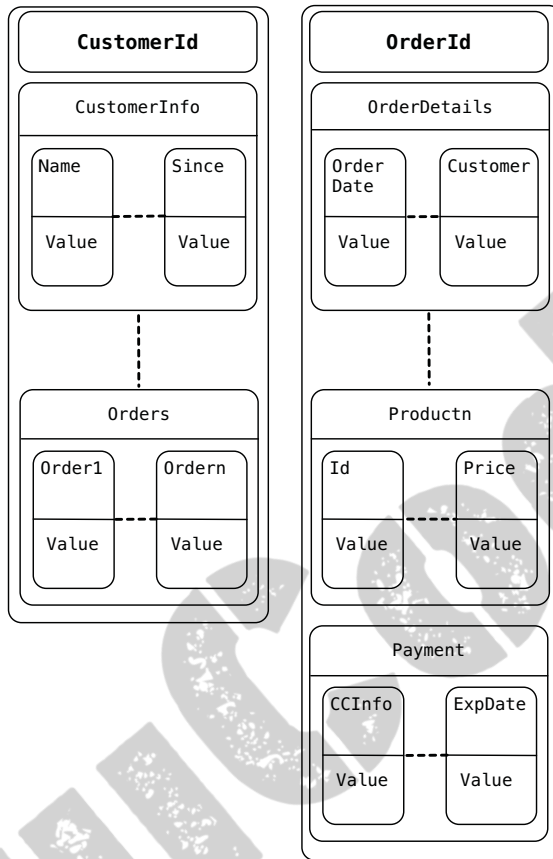 CustomerId
CustomerInfo
Name Since
Value Value
Orders
Order1 Ordern
Value Value
OrderId
OrderDetails
Order Customer
Date
Value Value
Productn
Id Price
Value Value
Payment
CCInfo ExpDate
Value Value